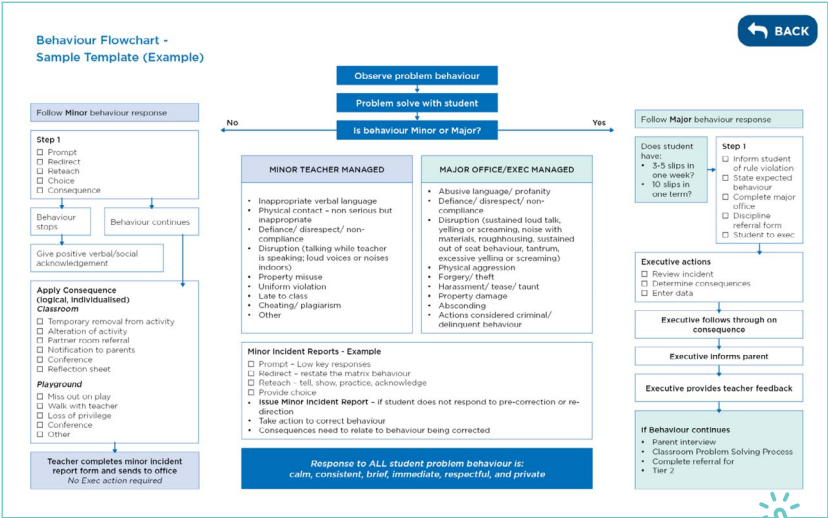 BACK
Behaviour Flowchart -
Sample Template (Example)
Observe problem behaviour
Problem solve with student
Is behaviour Minor or Major?
No
Yes
Follow Minor behaviour response
Step 1
Prompt
Redirect
Reteach
Choice
Consequence
Behaviour
stops
Behaviour continues
Give positive verbal/social
acknowledgement
Apply Consequence
(logical, individualised)
Classroom
Temporary removal from activity
Alteration of activity
Partner room referral
Notification to parents
Conference
Reflection sheet
Playground
Miss out on play
Walk with teacher
Loss of privilege
Conference
Other
Teacher completes minor incident
report form and sends to office
No Exec action required
MINOR TEACHER MANAGED
• Inappropriate verbal language
• Physical contact – non serious but
inappropriate
• Defiance/ disrespect/ non-
compliance
• Disruption (talking while teacher
is speaking; loud voices or noises
indoors)
• Property misuse
• Uniform violation
• Late to class
• Cheating/ plagiarism
• Other
MAJOR OFFICE/EXEC MANAGED
• Abusive language/ profanity
• Defiance/ disrespect/ non-
compliance
• Disruption (sustained loud talk,
yelling or screaming, noise with
materials, roughhousing, sustained
out of seat behaviour, tantrum,
excessive yelling or screaming)
• Physical aggression
• Forgery/ theft
• Harassment/ tease/ taunt
• Property damage
• Absconding
• Actions considered criminal/
delinquent behaviour
Minor Incident Reports - Example
Prompt – Low key responses
Redirect – restate the matrix behaviour
Reteach – tell, show, practice, acknowledge
Provide choice
• Issue Minor Incident Report – if student does not respond to pre-correction or re-
direction
• Take action to correct behaviour
• Consequences need to relate to behaviour being corrected
Response to ALL student problem behaviour is:
calm, consistent, brief, immediate, respectful, and private
Follow Major behaviour response
Does student
have:
• 3-5 slips in
one week?
• 10 slips in
one term?
Step 1
Inform student
of rule violation
State expected
behaviour
Complete major
office
Discipline
referral form
Student to exec
Executive actions
Review incident
Determine consequences
Enter data
Executive follows through on
consequence
Executive informs parent
Executive provides teacher feedback
If Behaviour continues
• Parent interview
• Classroom Problem Solving Process
• Complete referral for
• Tier 2